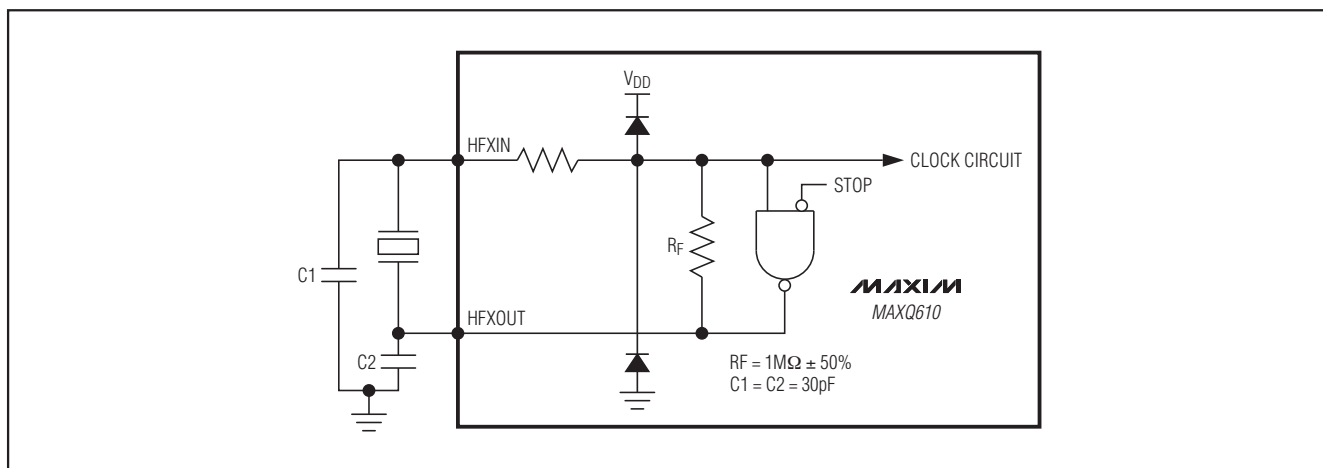 VDD
HFXIN
CLOCK CIRCUIT
STOP
RF
C1
MAXIM
MAXQ610
HFXOUT
C2
RF = 1MΩ ± 50%
C1 = C2 = 30pF